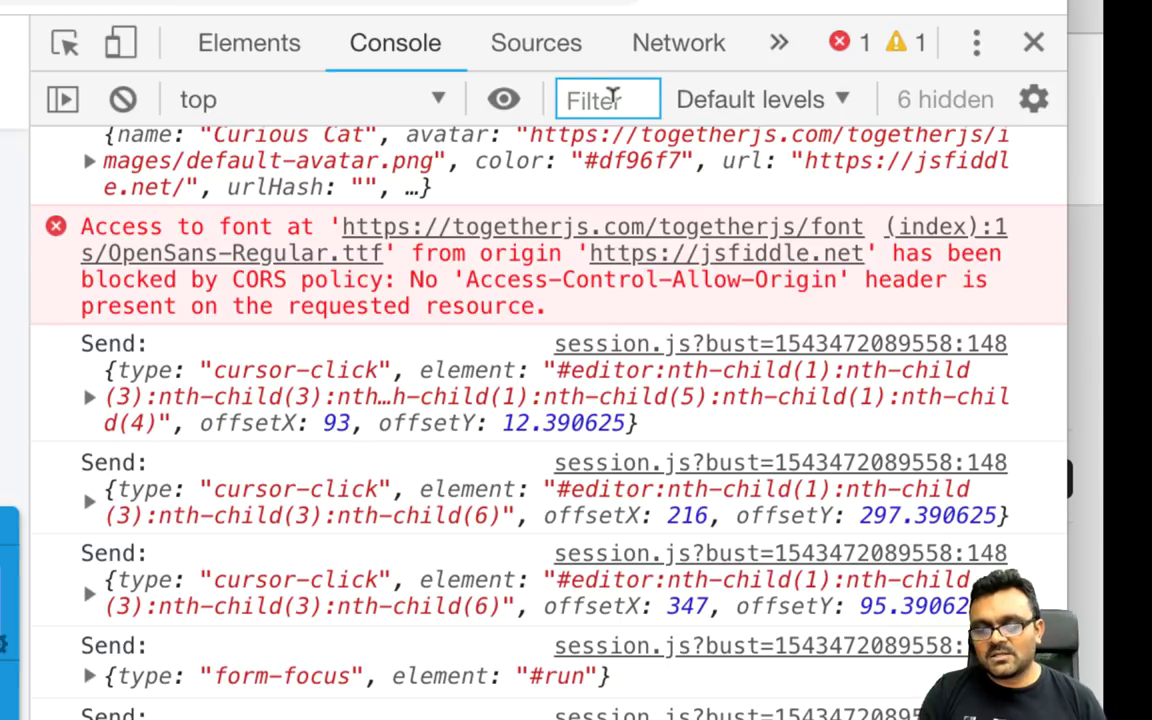 Elements Console Sources Network 1 1
top Filter Default levels 6 hidden
{name: "Curious Cat", avatar: "https://togetherjs.com/togetherjs/i
mages/default-avatar.png", color: "#df96f7", url: "https://jsfiddl
e.net/", urlHash: "", …}
Access to font at 'https://togetherjs.com/togetherjs/font (index):1
s/OpenSans-Regular.ttf' from origin 'https://jsfiddle.net' has been
blocked by CORS policy: No 'Access-Control-Allow-Origin' header is
present on the requested resource.
Send: session.js?bust=1543472089558:148
{type: "cursor-click", element: "#editor:nth-child(1):nth-child
(3):nth-child(3):nth…h-child(1):nth-child(5):nth-child(1):nth-chil
d(4)", offsetX: 93, offsetY: 12.390625}
Send: session.js?bust=1543472089558:148
{type: "cursor-click", element: "#editor:nth-child(1):nth-child
(3):nth-child(3):nth-child(6)", offsetX: 216, offsetY: 297.390625}
Send: session.js?bust=1543472089558:148
{type: "cursor-click", element: "#editor:nth-child(1):nth-child
(3):nth-child(3):nth-child(6)", offsetX: 347, offsetY: 95.39062
Send: session.js?bust=1543472089558:
{type: "form-focus", element: "#run"}
Send: session.js?bust=1543472089558